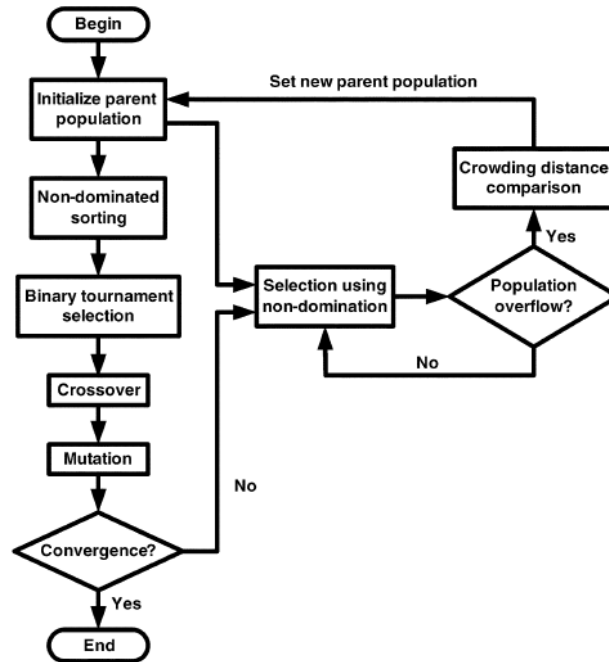 Begin
Set new parent population
Initialize parent
population
Crowding distance
comparison
Non-dominated
sorting
Yes
Binary tournament
selection
Selection using
non-domination
Population
overflow?
No
Crossover
Mutation
No
Convergence?
Yes
End